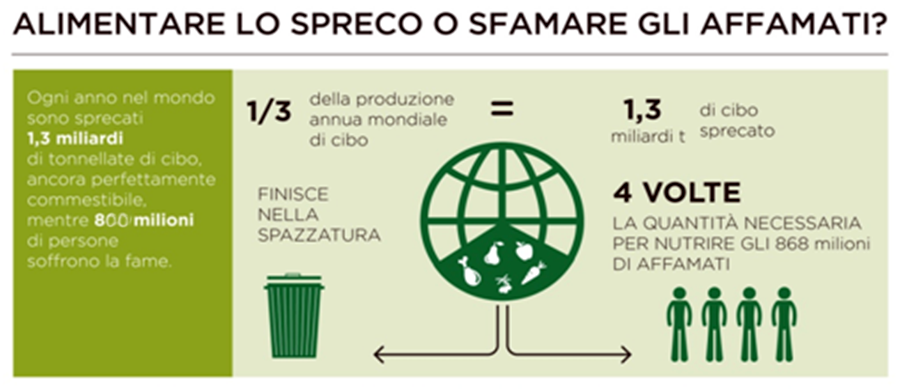 ALIMENTARE LO SPRECO O SFAMARE GLI AFFAMATI?
Ogni anno nel mondo
sono sprecati
1,3 miliardi
di tonnellate di cibo,
ancora perfettamente
commestibile,
mentre milioni
di persone
soffrono la fame.
1/3
della produzione
annua mondiale
di cibo
=
1,3
miliardi t
di cibo
sprecato
FINISCE
NELLA
SPAZZATURA
4 VOLTE
LA QUANTITÀ NECESSARIA
PER NUTRIRE GLI 868 milioni
DI AFFAMATI